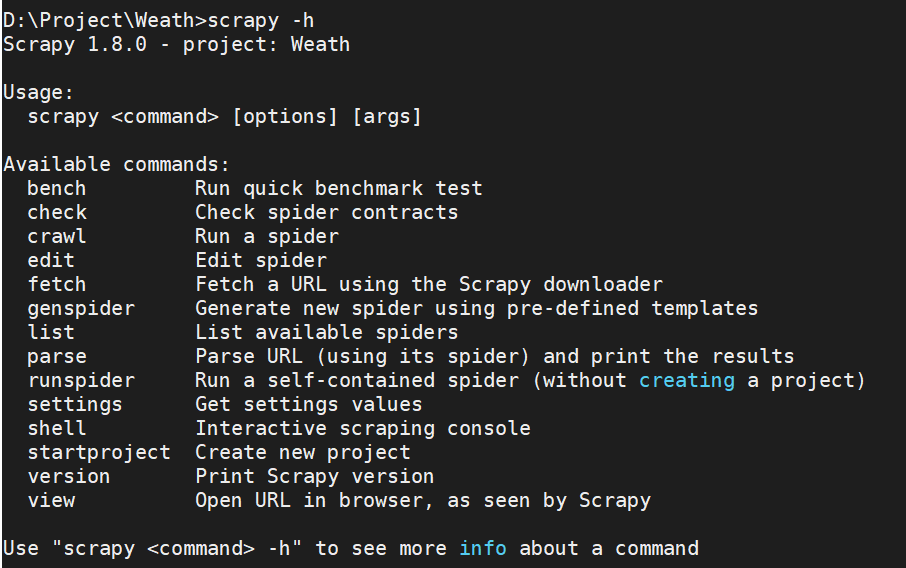 D:\Project\Weath>scrapy -h
Scrapy 1.8.0 - project: Weath

Usage:
  scrapy <command> [options] [args]

Available commands:
  bench         Run quick benchmark test
  check         Check spider contracts
  crawl         Run a spider
  edit          Edit spider
  fetch         Fetch a URL using the Scrapy downloader
  genspider     Generate new spider using pre-defined templates
  list          List available spiders
  parse         Parse URL (using its spider) and print the results
  runspider     Run a self-contained spider (without creating a project)
  settings      Get settings values
  shell         Interactive scraping console
  startproject  Create new project
  version       Print Scrapy version
  view          Open URL in browser, as seen by Scrapy

Use "scrapy <command> -h" to see more info about a command